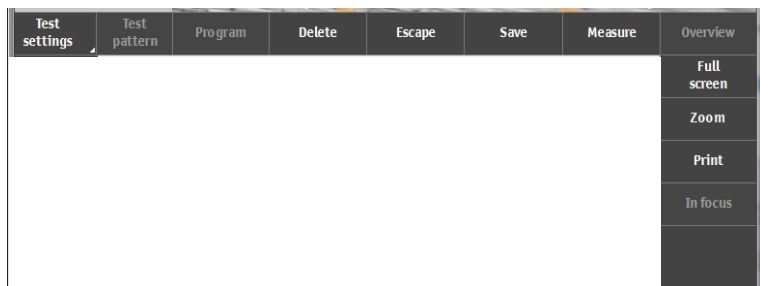 Test
settings
Test
pattern
Program
Delete
Escape
Save
Measure
Overview
Full
screen
Zoom
Print
In focus